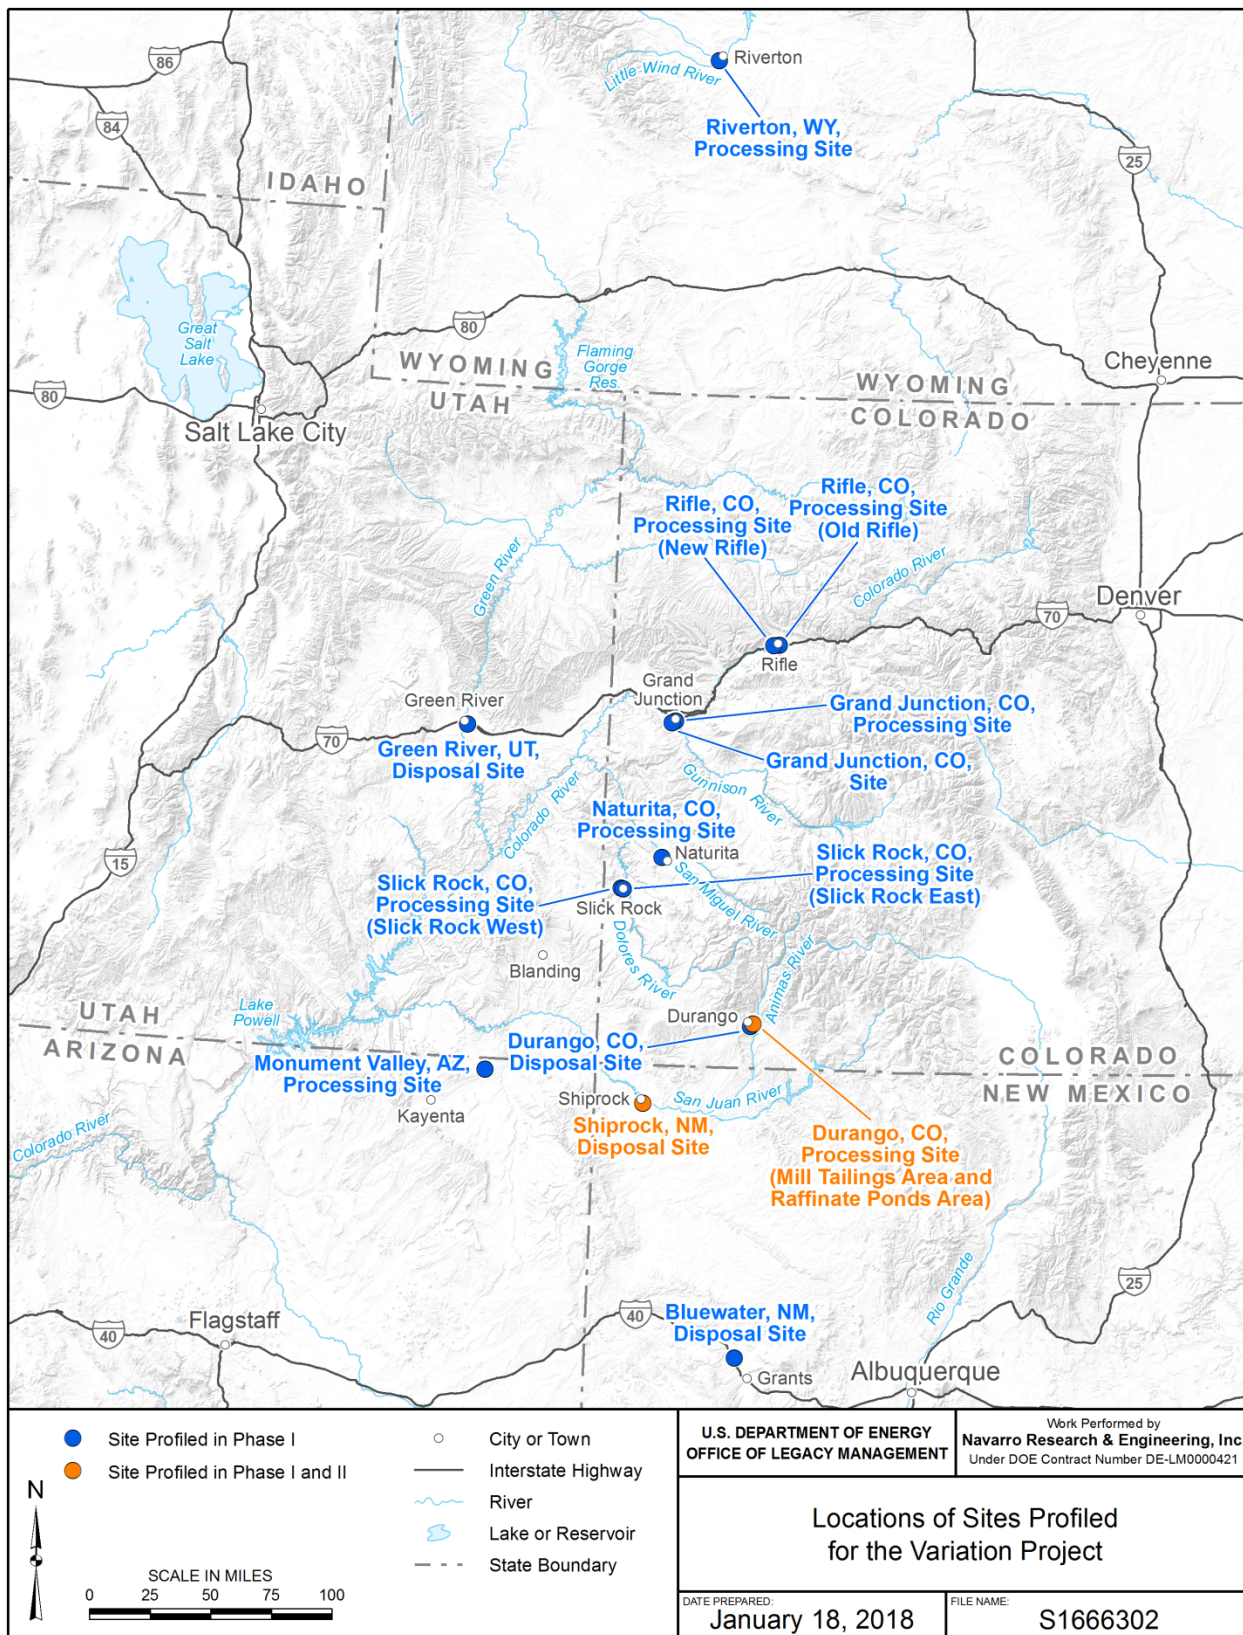 Riverton
86
Little Wind River
Riverton, WY,
Processing Site
84
25
IDAHO
Great
Salt
Lake
80
80
WYOMING
UTAH
Flaming
Gorge
Res.
WYOMING
COLORADO
Cheyenne
80
Salt Lake City
Rifle, CO,
Processing Site
(New Rifle)
Rifle, CO,
Processing Site
(Old Rifle)
Green River
Colorado River
Denver
70
Rifle
Grand
Junction
Green River
Grand Junction, CO,
Processing Site
70
Green River, UT,
Disposal Site
Grand Junction, CO,
Site
Gunnison River
Colorado River
Naturita, CO,
Processing Site
Naturita
15
San Miguel River
Slick Rock, CO,
Processing Site
(Slick Rock East)
Slick Rock, CO,
Processing Site
(Slick Rock West)
Slick Rock
Dolores River
Blanding
Animas River
UTAH
ARIZONA
Lake
Powell
Durango
Durango, CO,
Disposal Site
COLORADO
NEW MEXICO
Monument Valley, AZ,
Processing Site
Kayenta
Shiprock
San Juan River
Shiprock, NM,
Disposal Site
Durango, CO,
Processing Site
(Mill Tailings Area and
Raffinate Ponds Area)
Colorado River
25
Rio Grande
Flagstaff
40
40
Bluewater, NM,
Disposal Site
Grants
Albuquerque
Site Profiled in Phase I
Site Profiled in Phase I and II
City or Town
Interstate Highway
River
Lake or Reservoir
State Boundary
N
SCALE IN MILES
0 25 50 75 100
U.S. DEPARTMENT OF ENERGY
OFFICE OF LEGACY MANAGEMENT
Work Performed by
Navarro Research & Engineering, Inc.
Under DOE Contract Number DE-LM0000421
Locations of Sites Profiled
for the Variation Project
DATE PREPARED:
January 18, 2018
FILE NAME:
S1666302